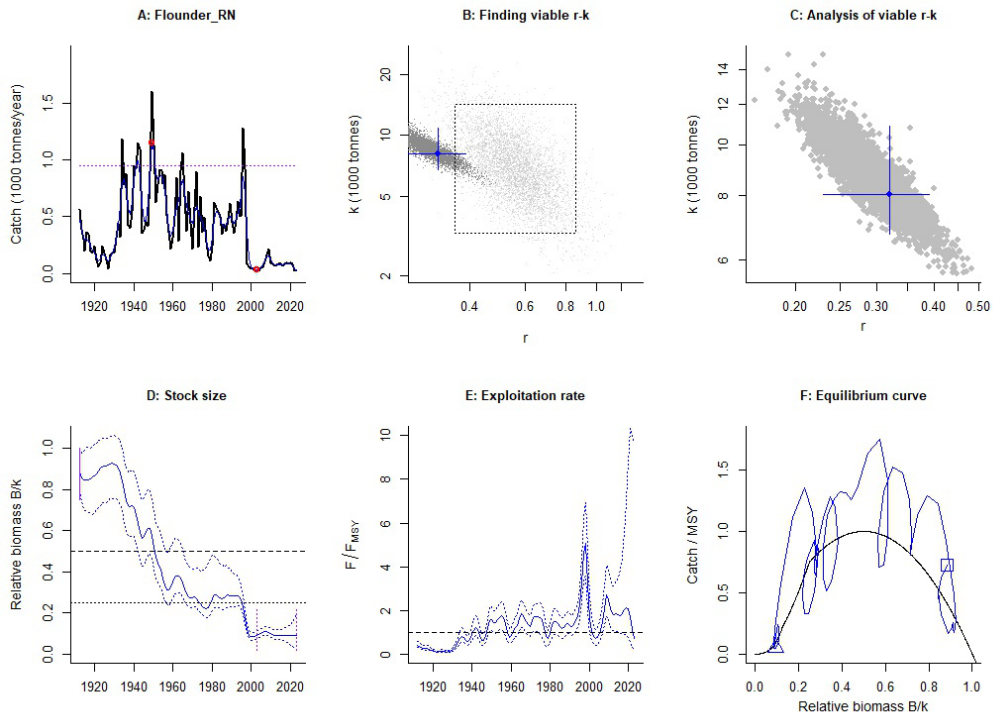 A: Flounder_RN
B: Finding viable r-k
C: Analysis of viable r-k
Catch (1000 tonnes/year)
0.0 0.5 1.0 1.5
1920 1940 1960 1980 2000 2020
k (1000 tonnes)
2 5 10 20
0.4 0.6 0.8 1.0
r
k (1000 tonnes)
6 8 10 12 14
0.20 0.25 0.32 0.40 0.50
r
D: Stock size
E: Exploitation rate
F: Equilibrium curve
Relative biomass B/k
0.0 0.2 0.4 0.6 0.8 1.0
1920 1940 1960 1980 2000 2020
F / FMSY
0 2 4 6 8 10
1920 1940 1960 1980 2000 2020
Catch / MSY
0.0 0.5 1.0 1.5
0.0 0.2 0.4 0.6 0.8 1.0
Relative biomass B/k